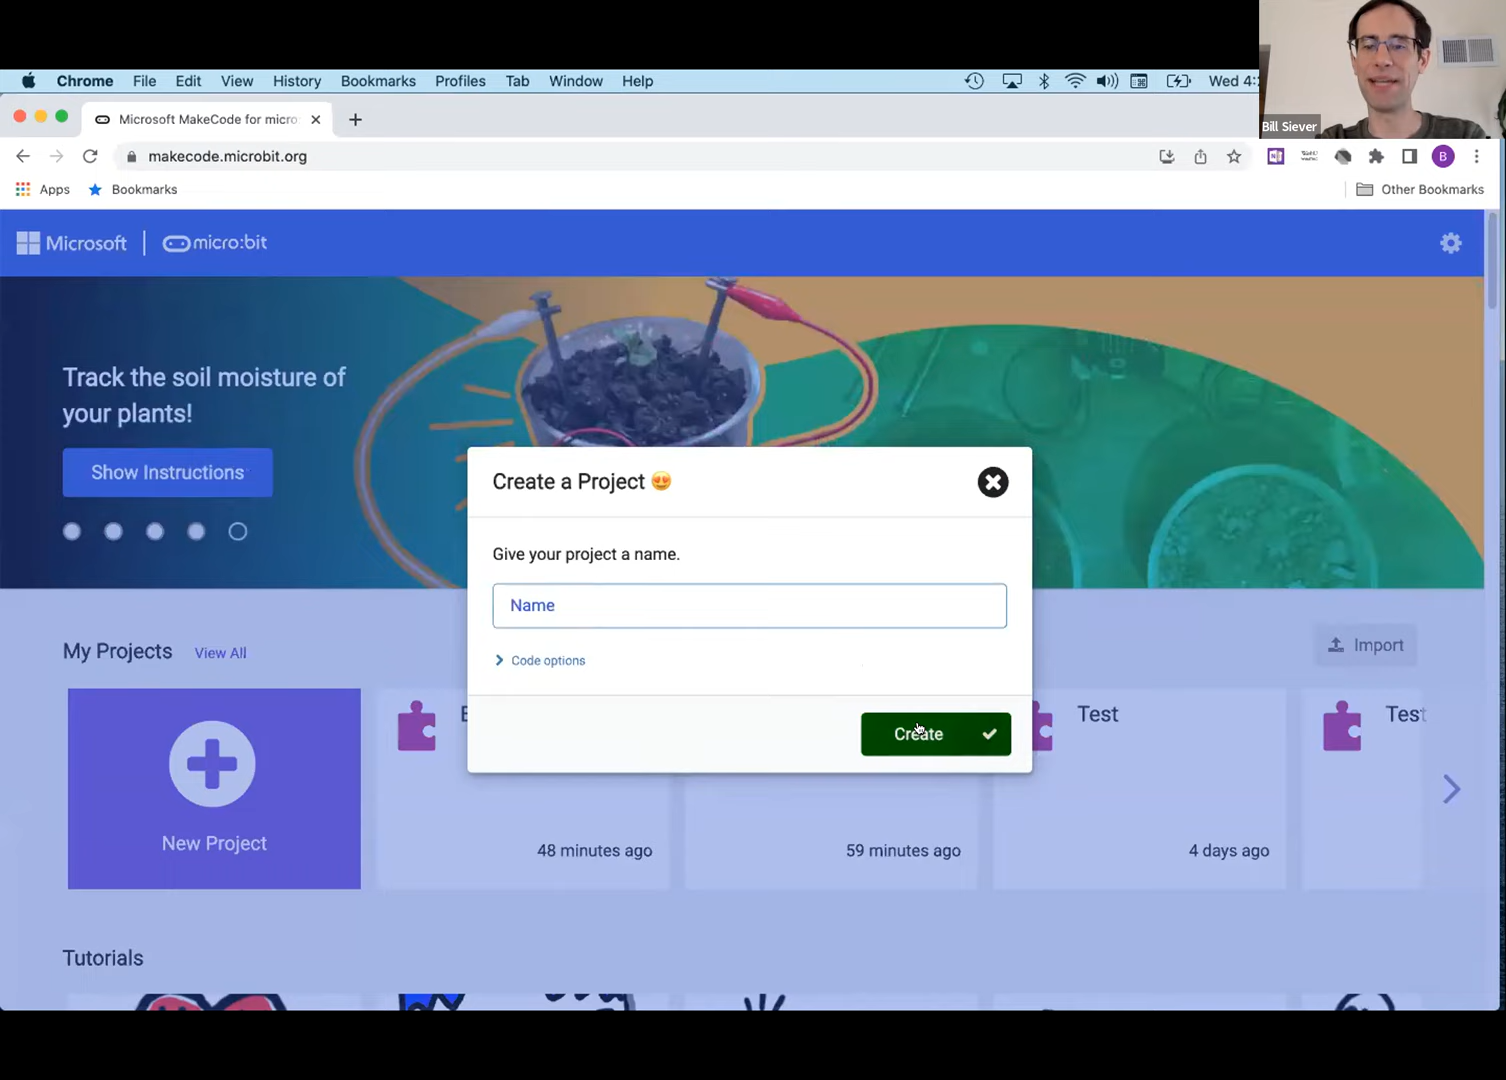 Chrome File Edit View History Bookmarks Profiles Tab Window Help
Wed 4:
Bill Siever
Microsoft MakeCode for micro:
makecode.microbit.org
B
Apps Bookmarks
Other Bookmarks
Microsoft | micro:bit
Track the soil moisture of
your plants!
Show Instructions
Create a Project
Give your project a name.
Name
Code options
Create
My Projects View All
Import
New Project
48 minutes ago
59 minutes ago
Test
4 days ago
Test
Tutorials